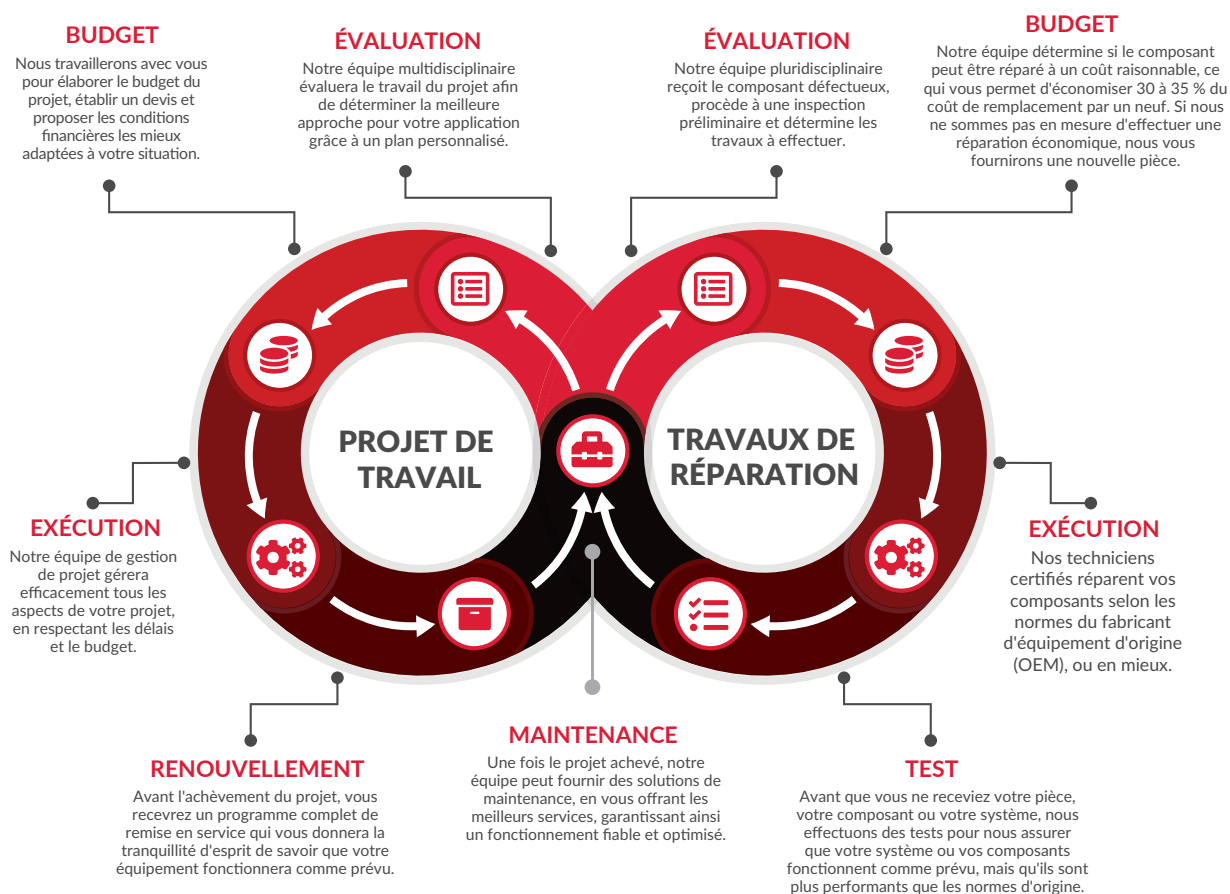 BUDGET
Nous travaillerons avec vous
pour élaborer le budget du
projet, établir un devis et
proposer les conditions
financières les mieux
adaptées à votre situation.
ÉVALUATION
Notre équipe multidisciplinaire
évaluera le travail du projet afin
de déterminer la meilleure
approche pour votre application
grâce à un plan personnalisé.
ÉVALUATION
Notre équipe pluridisciplinaire
reçoit le composant défectueux,
procède à une inspection
préliminaire et détermine les
travaux à effectuer.
BUDGET
Notre équipe détermine si le composant
peut être réparé à un coût raisonnable, ce
qui vous permet d'économiser 30 à 35 % du
coût de remplacement par un neuf. Si nous
ne sommes pas en mesure d'effectuer une
réparation économique, nous vous
fournirons une nouvelle pièce.
PROJET DE
TRAVAIL
TRAVAUX DE
RÉPARATION
EXÉCUTION
Notre équipe de gestion
de projet gérera
efficacement tous les
aspects de votre projet,
en respectant les délais
et le budget.
EXÉCUTION
Nos techniciens
certifiés réparent vos
composants selon les
normes du fabricant
d'équipement d'origine
(OEM), ou en mieux.
RENOUVELLEMENT
Avant l'achèvement du projet, vous
recevrez un programme complet de
remise en service qui vous donnera la
tranquillité d'esprit de savoir que votre
équipement fonctionnera comme prévu.
MAINTENANCE
Une fois le projet achevé, notre
équipe peut fournir des solutions de
maintenance, en vous offrant les
meilleurs services, garantissant ainsi
un fonctionnement fiable et optimisé.
TEST
Avant que vous ne receviez votre pièce,
votre composant ou votre système, nous
effectuons des tests pour nous assurer
que votre système ou vos composants
fonctionnent comme prévu, mais qu'ils sont
plus performants que les normes d'origine.